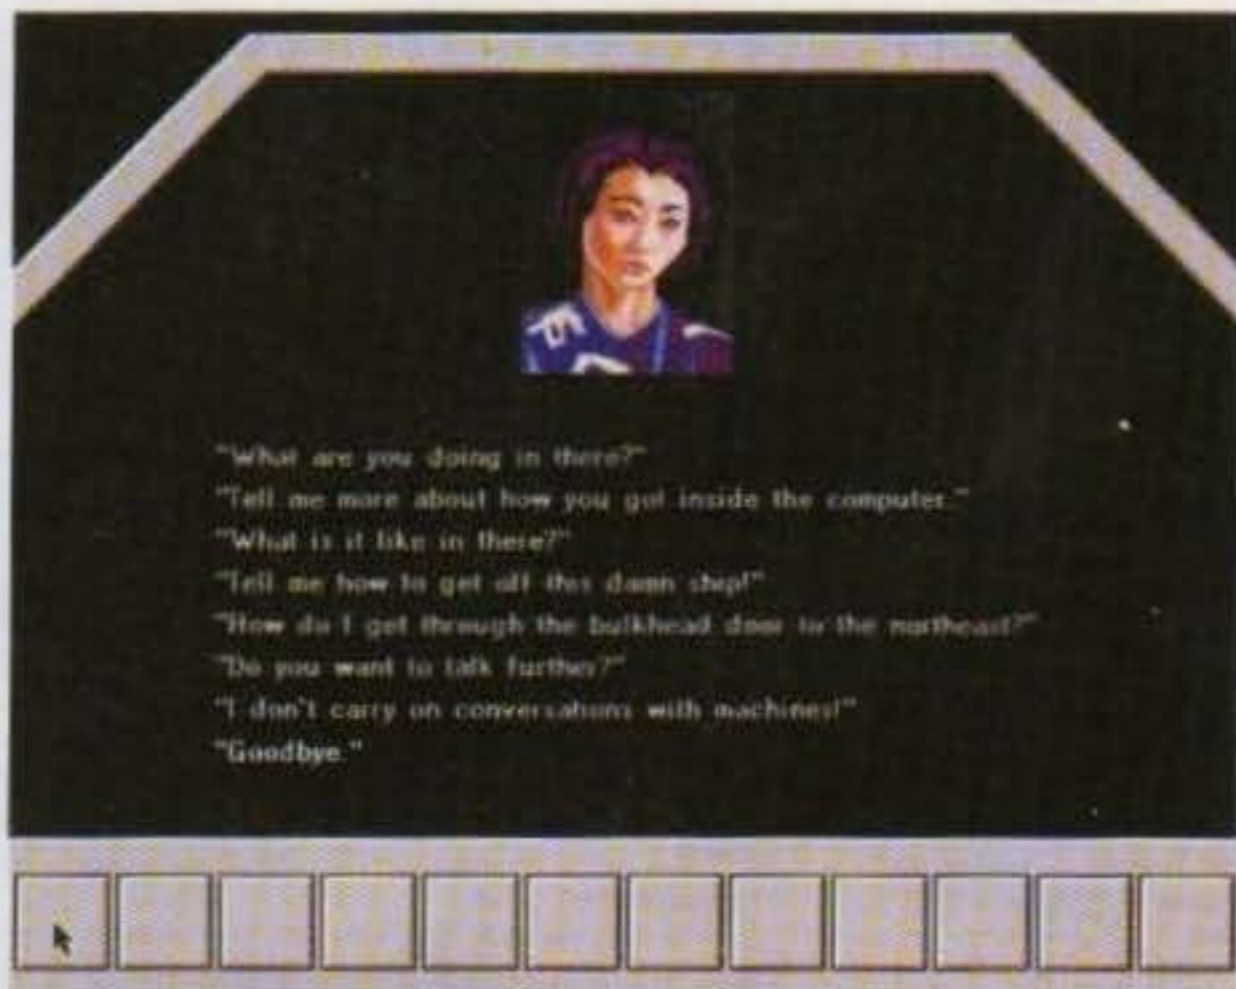 "What are you doing in there?"
"Tell me more about how you got inside the computer."
"What is it like in there?"
"Tell me how to get off this damn ship!"
"How do I get through the bulkhead door to the northeast?"
"Do you want to talk further?"
"I don't carry on conversations with machines!"
"Goodbye."